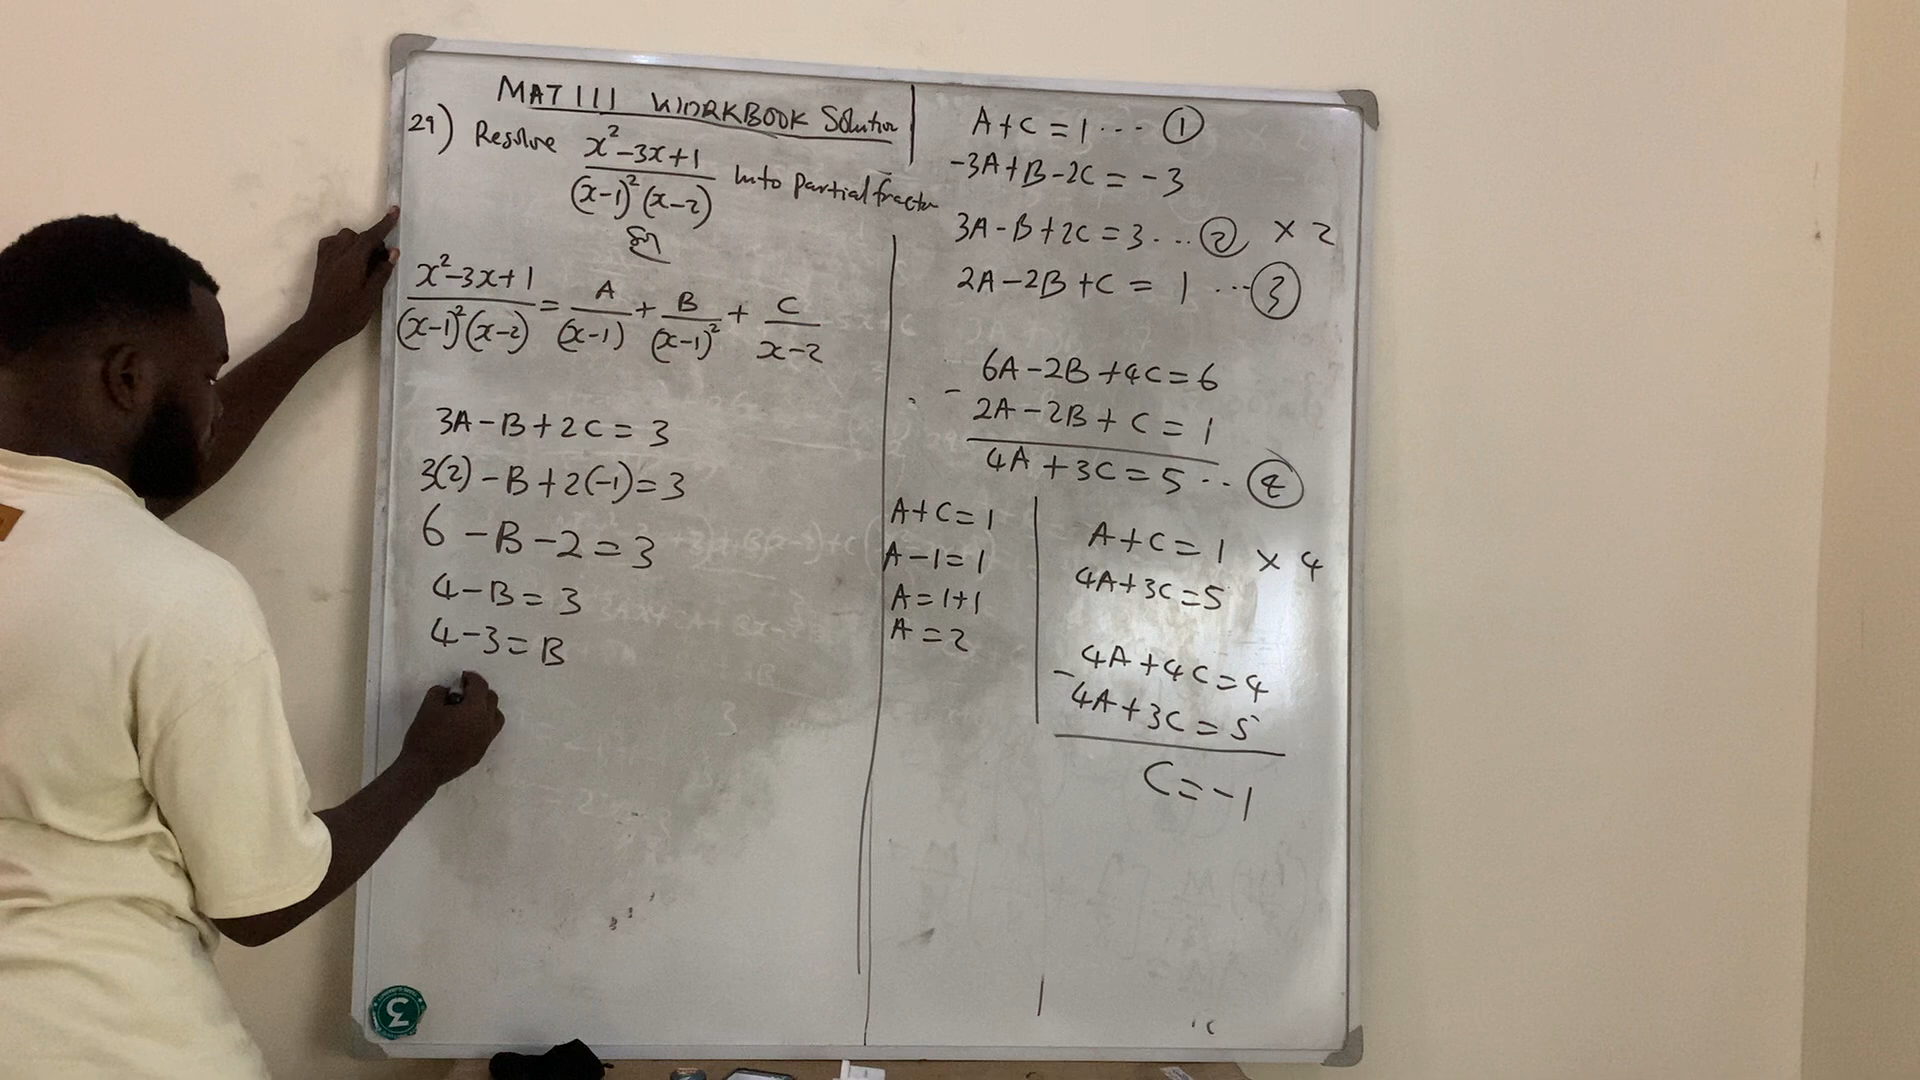 MAT 111 WORKBOOK Solution
29) Resolve x²-3x+1 / (x-1)²(x-2) into partial fractn
x²-3x+1 / (x-1)²(x-2) = A / (x-1) + B / (x-1)² + C / x-2
3A-B+2C=3
3(2)-B+2(-1)=3
6-B-2=3
4-B=3
4-3=B
A+C=1... ①
-3A+B-2C=-3
3A-B+2C=3... ② ×2
2A-2B+C=1...③
6A-2B+4C=6
- 2A-2B+C=1
4A+3C=5.. ④
A+C=1
A-1=1
A=1+1
A=2
A+C=1 ×4
4A+3C=5
4A+4C=4
- 4A+3C=5
C=-1
3